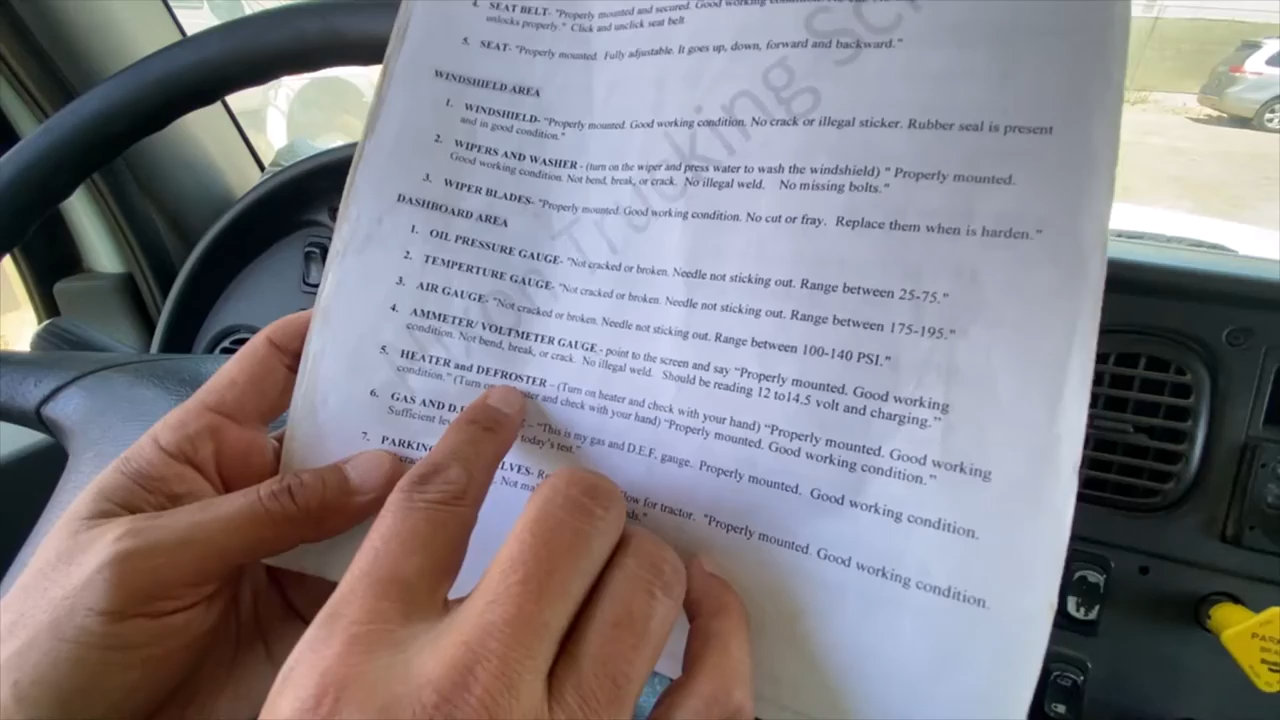 4. SEAT BELT- "Properly mounted and secured. Good working
unlocks properly." Click and unclick seat belt.
5. SEAT- "Properly mounted. Fully adjustable. It goes up, down, forward and backward."
WINDSHIELD AREA
1. WINDSHIELD- "Properly mounted. Good working condition. No crack or illegal sticker. Rubber seal is present
and in good condition."
2. WIPERS AND WASHER - (turn on the wiper and press water to wash the windshield) " Properly mounted.
Good working condition. Not bend, break, or crack. No illegal weld. No missing bolts."
3. WIPER BLADES- "Properly mounted. Good working condition. No cut or fray. Replace them when is harden."
DASHBOARD AREA
1. OIL PRESSURE GAUGE- "Not cracked or broken. Needle not sticking out. Range between 25-75."
2. TEMPERTURE GAUGE- "Not cracked or broken. Needle not sticking out. Range between 175-195."
3. AIR GAUGE- "Not cracked or broken. Needle not sticking out. Range between 100-140 PSI."
4. AMMETER/ VOLTMETER GAUGE - point to the screen and say "Properly mounted. Good working
condition. Not bend, break, or crack. No illegal weld. Should be reading 12 to14.5 volt and charging."
5. HEATER and DEFROSTER – (Turn on heater and check with your hand) "Properly mounted. Good working
condition." (Turn on and check with your hand) "Properly mounted. Good working condition."
6. GAS AND D. – "This is my gas and D.E.F. gauge. Properly mounted. Good working condition.
Sufficient today's test."
7. PARKING for tractor. "Properly mounted. Good working condition.
Not
Trucking
PARKING